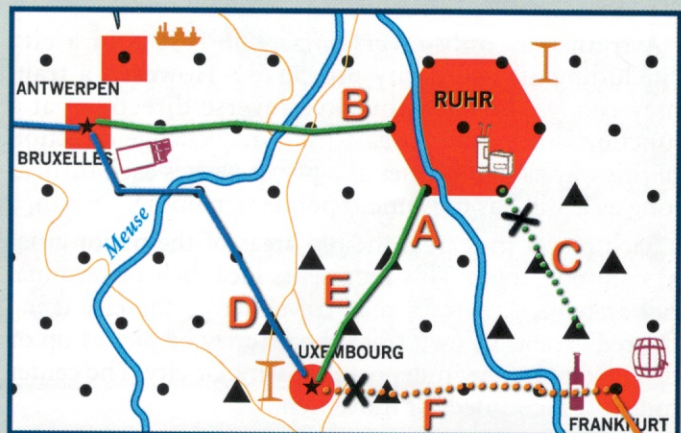 ANTWERPEN
B
RUHR
BRUXELLES
Meuse
A
C
D
E
LUXEMBOURG
F
FRANKFURT